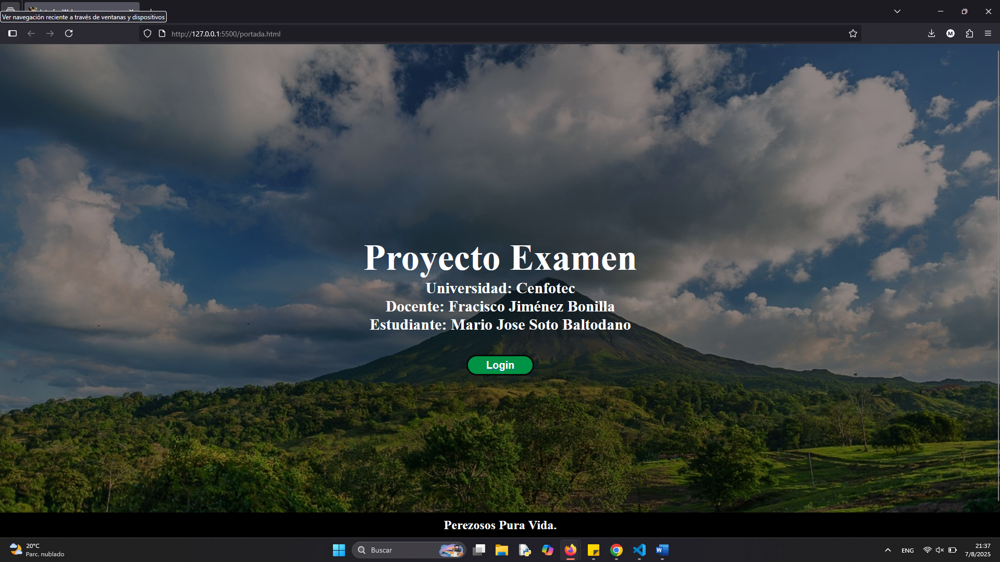 Ver navegación reciente a través de ventanas y dispositivos
http://127.0.0.1:5500/portada.html
M
Proyecto Examen
Universidad: Cenfotec
Docente: Fracisco Jiménez Bonilla
Estudiante: Mario Jose Soto Baltodano
Login
Perezosos Pura Vida.
20°C
Parc. nublado
Buscar
ENG
21:37
7/8/2025